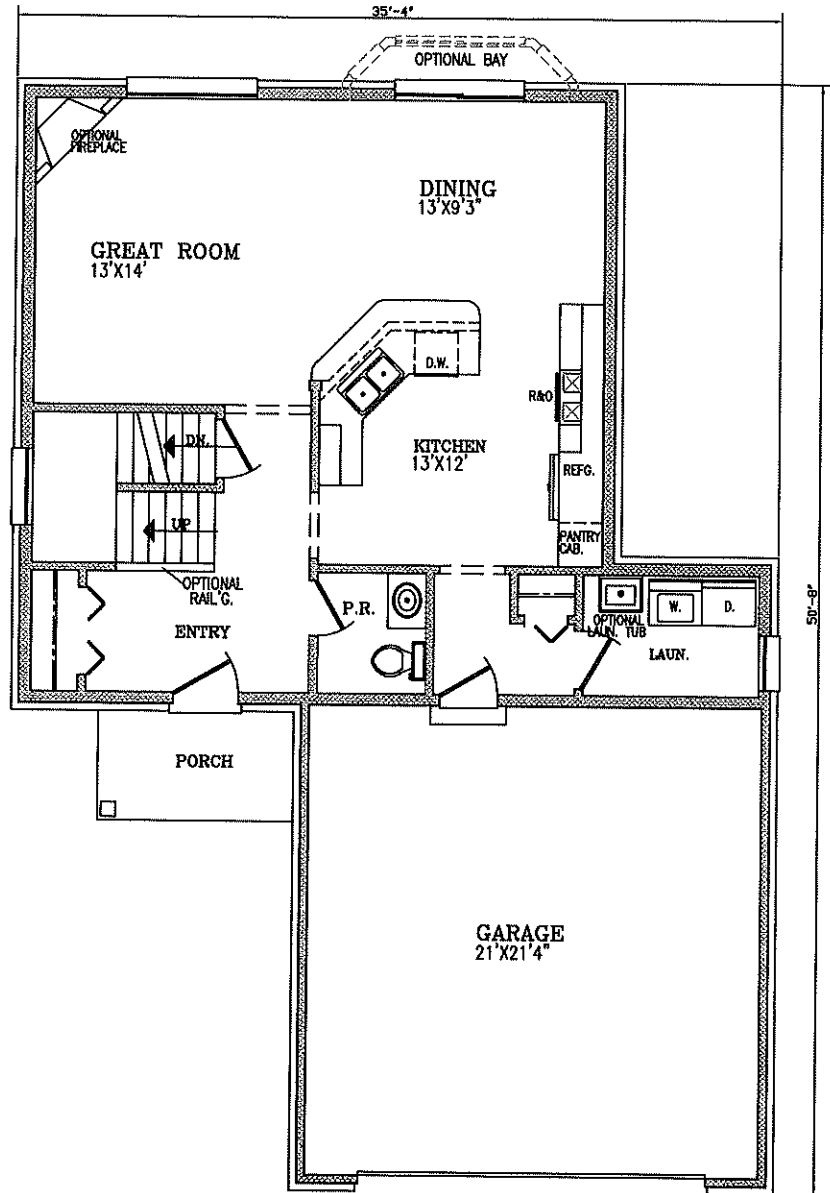 35'-4"
OPTIONAL BAY
OPTIONAL
FIREPLACE
DINING
13'X9'3"
GREAT ROOM
13'X14'
D.W.
R&O
DN.
KITCHEN
13'X12'
REFG.
UP
PANTRY
CAB.
OPTIONAL
RAIL'G.
P.R.
W.
D.
OPTIONAL
LAUN. TUB
ENTRY
LAUN.
50'-8"
PORCH
GARAGE
21'X21'4"